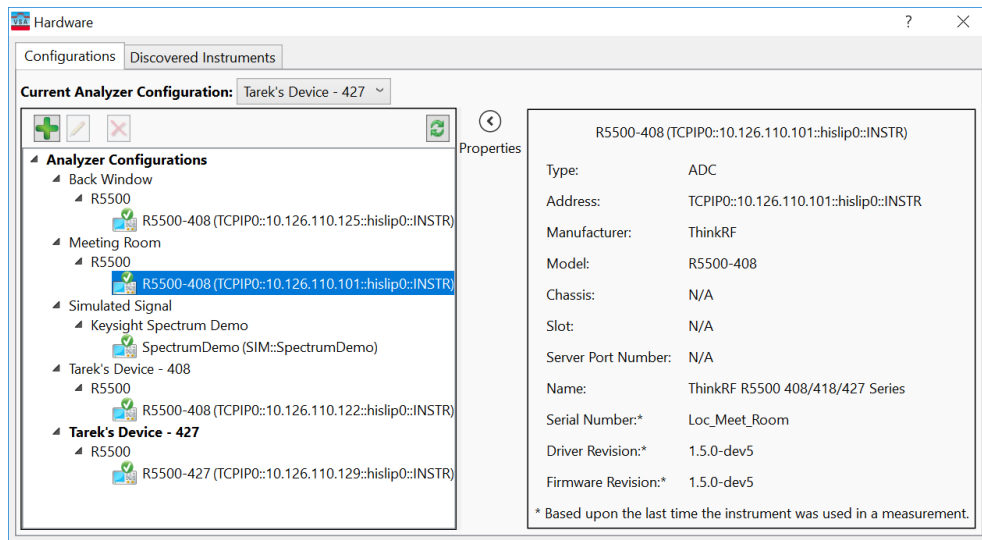 VSA Hardware ?
Configurations Discovered Instruments
Current Analyzer Configuration: Tarek's Device - 427
Properties
Analyzer Configurations
Back Window
R5500
R5500-408 (TCPIP0::10.126.110.125::hislip0::INSTR)
Meeting Room
R5500
R5500-408 (TCPIP0::10.126.110.101::hislip0::INSTR)
Simulated Signal
Keysight Spectrum Demo
SpectrumDemo (SIM::SpectrumDemo)
Tarek's Device - 408
R5500
R5500-408 (TCPIP0::10.126.110.122::hislip0::INSTR)
Tarek's Device - 427
R5500
R5500-427 (TCPIP0::10.126.110.129::hislip0::INSTR)
R5500-408 (TCPIP0::10.126.110.101::hislip0::INSTR)
Type: ADC
Address: TCPIP0::10.126.110.101::hislip0::INSTR
Manufacturer: ThinkRF
Model: R5500-408
Chassis: N/A
Slot: N/A
Server Port Number: N/A
Name: ThinkRF R5500 408/418/427 Series
Serial Number:* Loc_Meet_Room
Driver Revision:* 1.5.0-dev5
Firmware Revision:* 1.5.0-dev5
* Based upon the last time the instrument was used in a measurement.